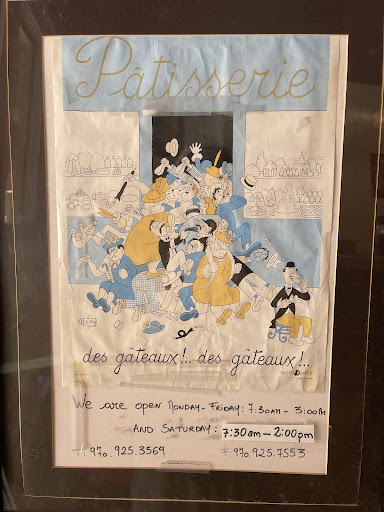 Pâtisserie
des gâteaux!.. des gâteaux!..
We are open MONDAY - FRIDAY: 7:30AM - 3:00PM
AND SATURDAY: 7:30am - 2:00pm
T: 970.925.3569 F: 970.925.7553